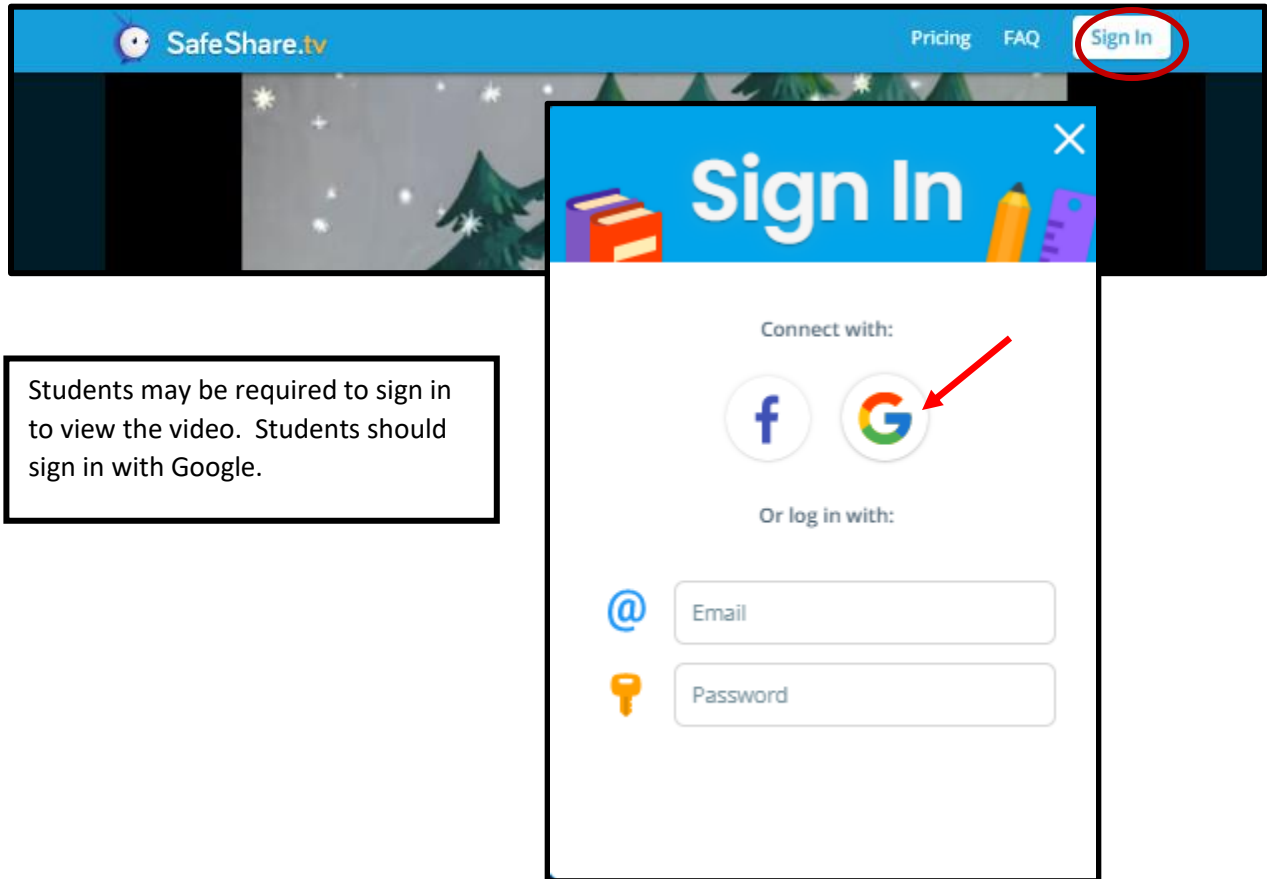 SafeShare.tv
Pricing FAQ Sign In
Sign In
Connect with:
Students may be required to sign in
to view the video.  Students should
sign in with Google.
Or log in with:
@ Email
Password